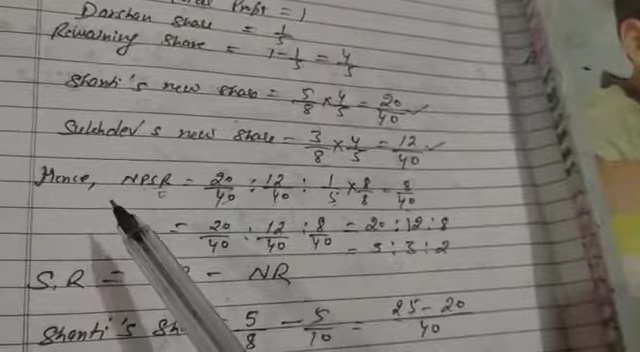 Profit = 1
Darshan share = 1/5
Remaining share = 1 - 1/5 = 4/5
Shanti's new share = 5/8 × 4/5 = 20/40 ✓
Sukhdev's new share = 3/8 × 4/5 = 12/40 ✓
Hence, NPSR = 20/40 : 12/40 : 1/5 × 8/8 = 8/40
= 20/40 : 12/40 : 8/40 = 20 : 12 : 8
= 5 : 3 : 2
S.R = R - NR
Shanti's Sh 5/8 - 5/10 = 25 - 20/40